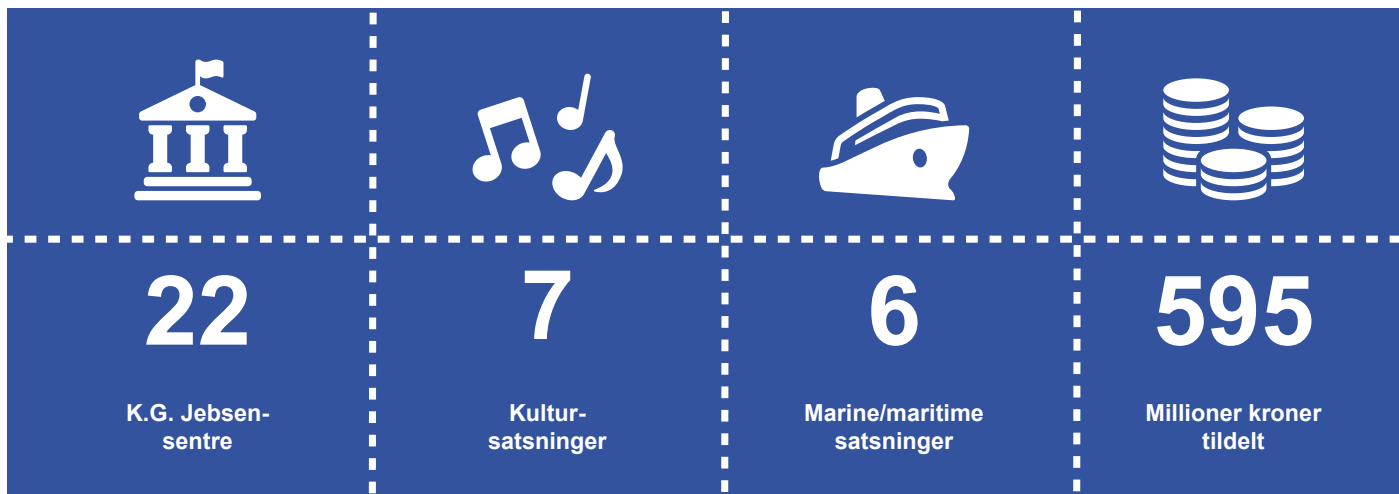 22
K.G. Jebsen-
sentre
7
Kultur-
satsninger
6
Marine/maritime
satsninger
595
Millioner kroner
tildelt